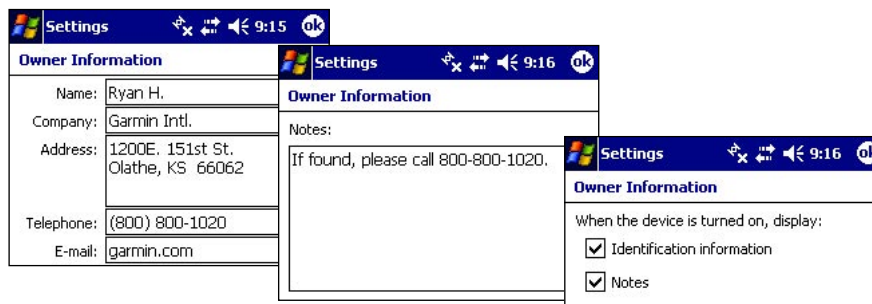 Settings 9:15 ok
Owner Information
Name: Ryan H.
Company: Garmin Intl.
Address: 1200E. 151st St.
Olathe, KS 66062
Telephone: (800) 800-1020
E-mail: garmin.com
Settings 9:16 ok
Owner Information
Notes:
If found, please call 800-800-1020.
Settings 9:16 ok
Owner Information
When the device is turned on, display:
Identification information
Notes